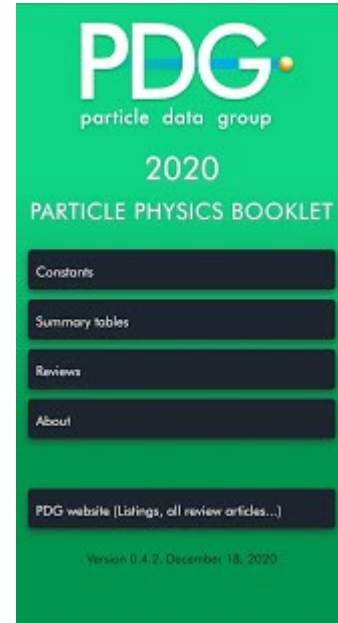 PDG
particle data group
2020
PARTICLE PHYSICS BOOKLET
Constants
Summary tables
Reviews
About
PDG website (Listings, all review articles...)
Version 0.4.2, December 18, 2020